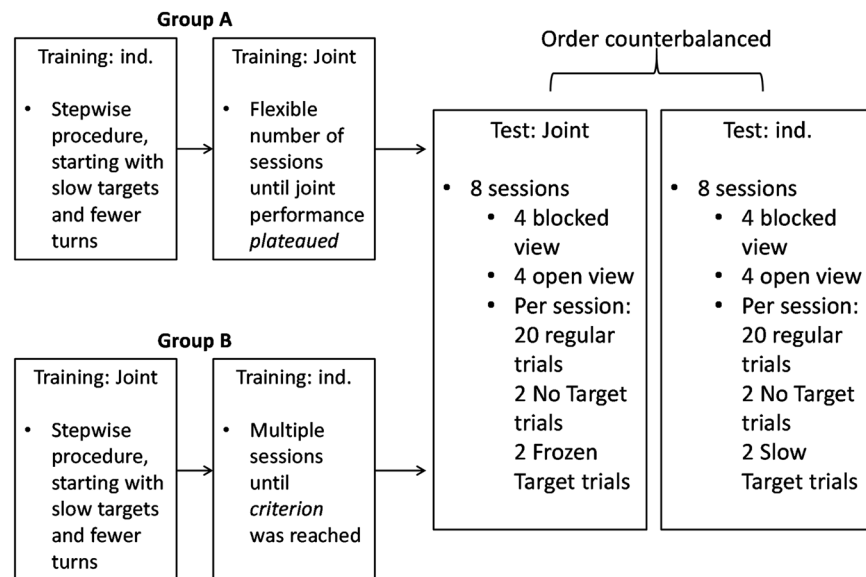 Group A
Training: ind.
• Stepwise
procedure,
starting with
slow targets
and fewer
turns
Training: Joint
• Flexible
number of
sessions
until joint
performance
plateaued
Group B
Training: Joint
• Stepwise
procedure,
starting with
slow targets
and fewer
turns
Training: ind.
• Multiple
sessions
until
criterion
was reached
Order counterbalanced
Test: Joint
• 8 sessions
• 4 blocked
view
• 4 open view
• Per session:
20 regular
trials
2 No Target
trials
2 Frozen
Target trials
Test: ind.
• 8 sessions
• 4 blocked
view
• 4 open view
• Per session:
20 regular
trials
2 No Target
trials
2 Slow
Target trials